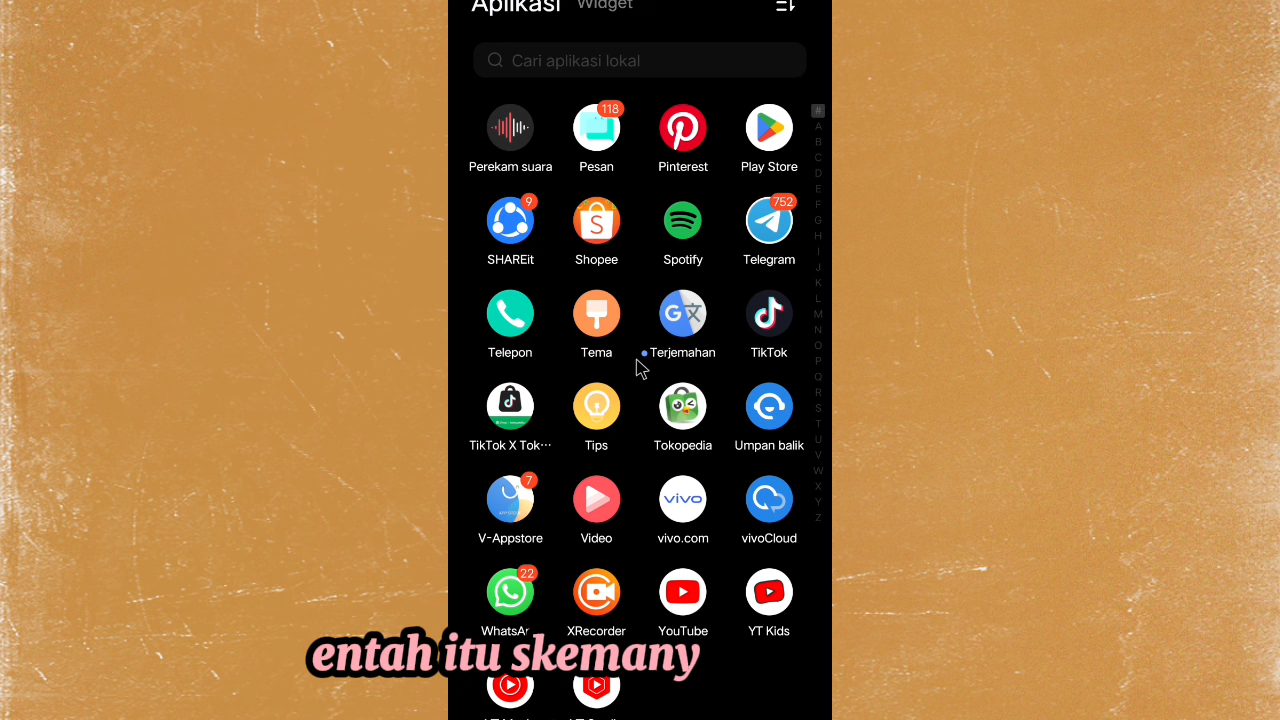 Aplikasi Widget
Cari aplikasi lokal
#
A
B
C
D
E
F
G
H
I
J
K
L
M
N
O
P
Q
R
S
T
U
V
W
X
Y
Z
118
Perekam suara Pesan Pinterest Play Store
9 752
SHAREit Shopee Spotify Telegram
Telepon Tema Terjemahan TikTok
TikTok X Tok··· Tips Tokopedia Umpan balik
7
vivo
V-Appstore Video vivo.com vivoCloud
22
WhatsAp XRecorder YouTube YT Kids
entah itu skemany